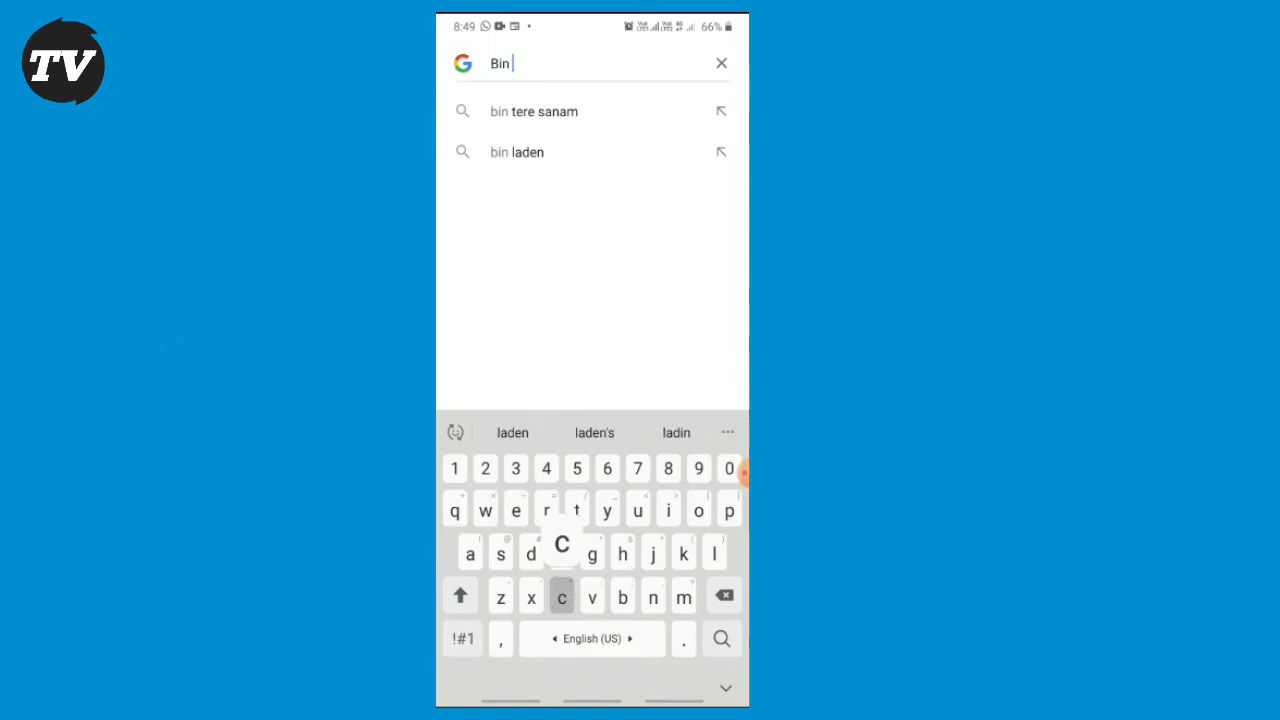 TV
8:49 66%
Bin
bin tere sanam
bin laden
laden laden's ladin
1 2 3 4 5 6 7 8 9 0
q w e r t y u i o p
a s d C g h j k l
z x c v b n m
!#1 , English (US) .